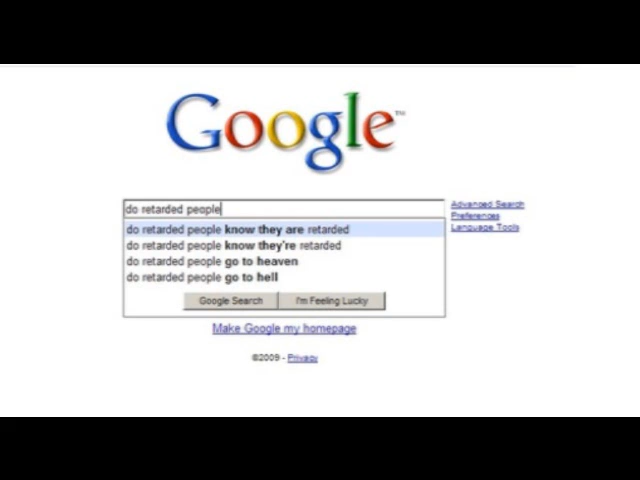 Google™
do retarded people
Advanced Search
Preferences
Language Tools
do retarded people know they are retarded
do retarded people know they're retarded
do retarded people go to heaven
do retarded people go to hell
Google Search I'm Feeling Lucky
Make Google my homepage
©2009 - Privacy